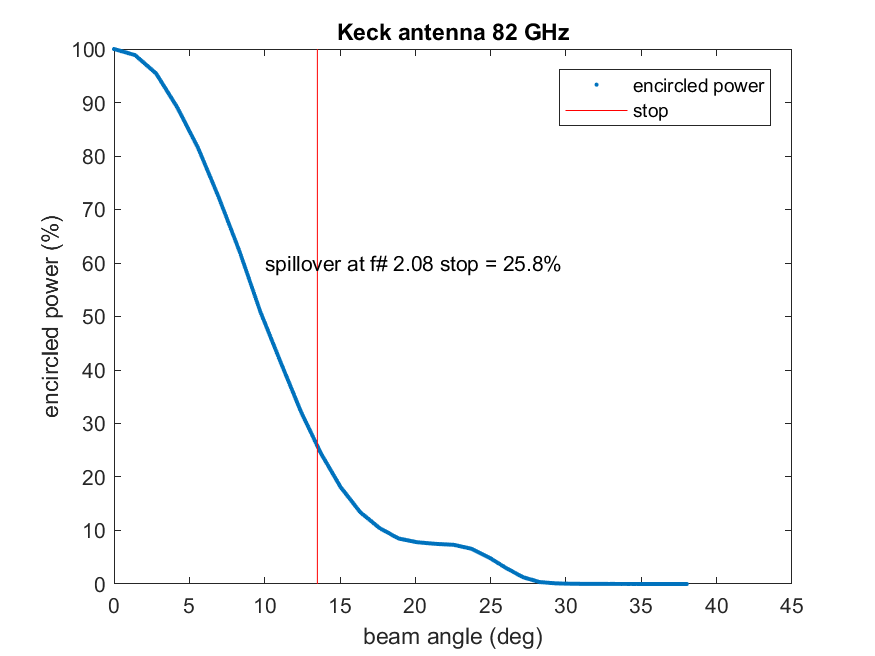 Keck antenna 82 GHz
100
90
80
70
60
50
40
30
20
10
0
encircled power (%)
encircled power
stop
spillover at f# 2.08 stop = 25.8%
0 5 10 15 20 25 30 35 40 45
beam angle (deg)